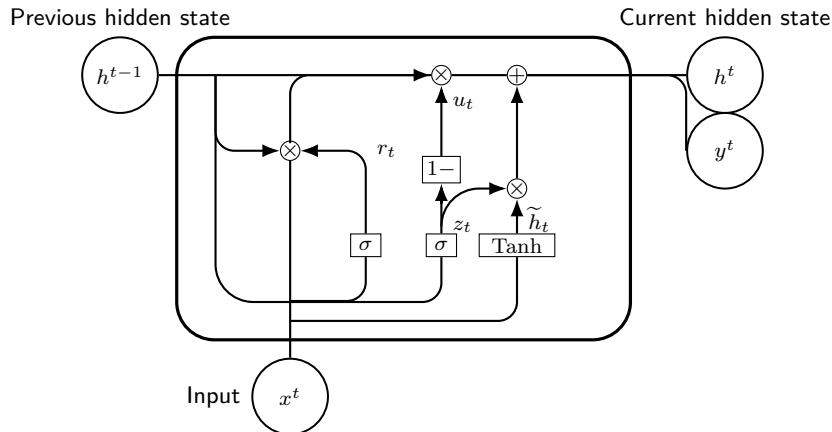 Previous hidden state
Current hidden state
h^{t−1}
×
+
h^t
u_t
×
r_t
y^t
1−
×
z_t
h̃_t
σ
σ
Tanh
Input
x^t